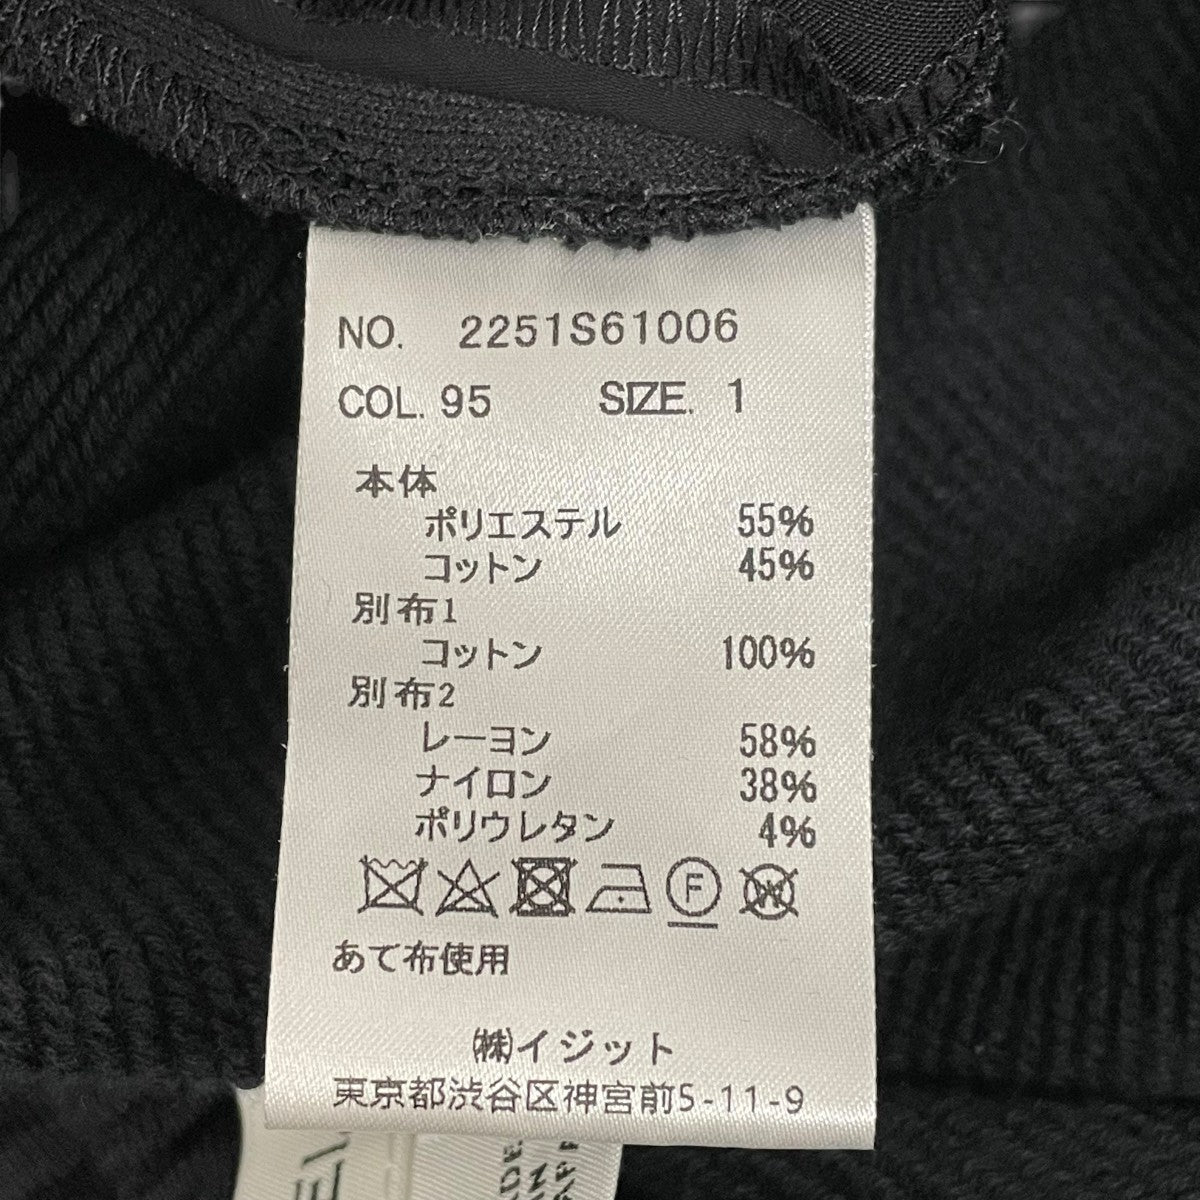 NO. 2251S61006
COL. 95 SIZE. 1
本体
ポリエステル 55%
コットン 45%
別布1
コットン 100%
別布2
レーヨン 58%
ナイロン 38%
ポリウレタン 4%
F W
あて布使用
㈱イジット
東京都渋谷区神宮前5-11-9